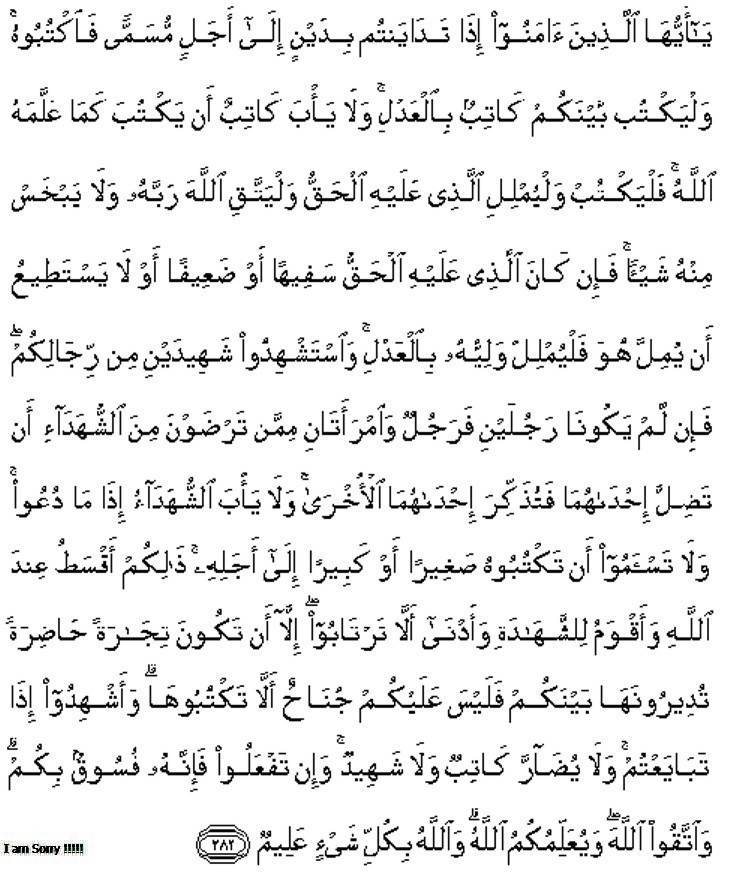 يَـٰٓأَيُّهَا ٱلَّذِينَ ءَامَنُوٓا۟ إِذَا تَدَايَنتُم بِدَيْنٍ إِلَىٰٓ أَجَلٍ مُّسَمًّى فَٱكْتُبُوهُ ۚ
وَلْيَكْتُب بَّيْنَكُمْ كَاتِبٌۢ بِٱلْعَدْلِ ۚ وَلَا يَأْبَ كَاتِبٌ أَن يَكْتُبَ كَمَا عَلَّمَهُ
ٱللَّهُ ۚ فَلْيَكْتُبْ وَلْيُمْلِلِ ٱلَّذِى عَلَيْهِ ٱلْحَقُّ وَلْيَتَّقِ ٱللَّهَ رَبَّهُۥ وَلَا يَبْخَسْ
مِنْهُ شَيْـًٔا ۚ فَإِن كَانَ ٱلَّذِى عَلَيْهِ ٱلْحَقُّ سَفِيهًا أَوْ ضَعِيفًا أَوْ لَا يَسْتَطِيعُ
أَن يُمِلَّ هُوَ فَلْيُمْلِلْ وَلِيُّهُۥ بِٱلْعَدْلِ ۚ وَٱسْتَشْهِدُوا۟ شَهِيدَيْنِ مِن رِّجَالِكُمْ ۖ
فَإِن لَّمْ يَكُونَا رَجُلَيْنِ فَرَجُلٌ وَٱمْرَأَتَانِ مِمَّن تَرْضَوْنَ مِنَ ٱلشُّهَدَآءِ أَن
تَضِلَّ إِحْدَىٰهُمَا فَتُذَكِّرَ إِحْدَىٰهُمَا ٱلْأُخْرَىٰ ۚ وَلَا يَأْبَ ٱلشُّهَدَآءُ إِذَا مَا دُعُوا۟ ۚ
وَلَا تَسْـَٔمُوٓا۟ أَن تَكْتُبُوهُ صَغِيرًا أَوْ كَبِيرًا إِلَىٰٓ أَجَلِهِۦ ۚ ذَٰلِكُمْ أَقْسَطُ عِندَ
ٱللَّهِ وَأَقْوَمُ لِلشَّهَـٰدَةِ وَأَدْنَىٰٓ أَلَّا تَرْتَابُوٓا۟ ۖ إِلَّآ أَن تَكُونَ تِجَـٰرَةً حَاضِرَةً
تُدِيرُونَهَا بَيْنَكُمْ فَلَيْسَ عَلَيْكُمْ جُنَاحٌ أَلَّا تَكْتُبُوهَا ۗ وَأَشْهِدُوٓا۟ إِذَا
تَبَايَعْتُمْ ۚ وَلَا يُضَآرَّ كَاتِبٌ وَلَا شَهِيدٌ ۚ وَإِن تَفْعَلُوا۟ فَإِنَّهُۥ فُسُوقٌۢ بِكُمْ ۗ
وَٱتَّقُوا۟ ٱللَّهَ ۖ وَيُعَلِّمُكُمُ ٱللَّهُ ۗ وَٱللَّهُ بِكُلِّ شَىْءٍ عَلِيمٌ ٢٨٢
I am Sorry !!!!!